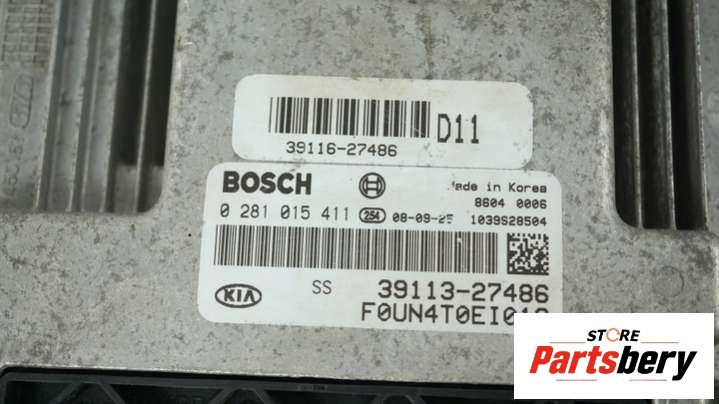 D11
39116-27486
BOSCH
Made in Korea
8604 0006
0 281 015 411 254 08-09-25 1039S28504
KIA SS 39113-27486
STORE
Partsbery